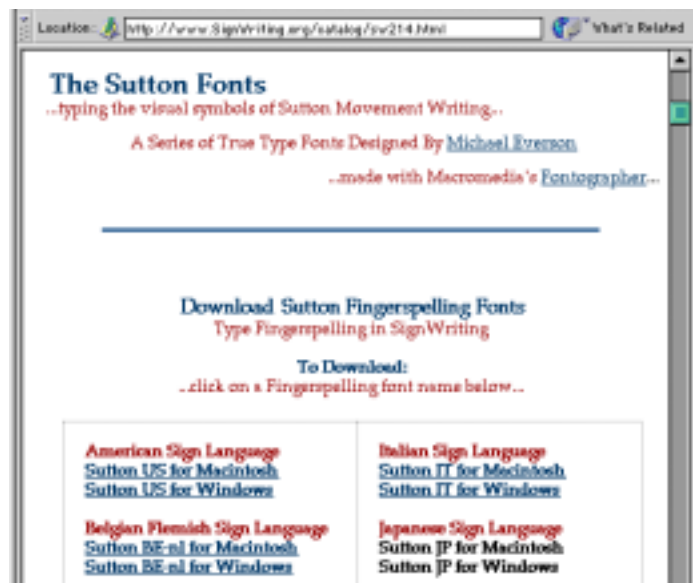 Location: http://www.SignWriting.org/catalog/sw214.html What's Related
The Sutton Fonts
...typing the visual symbols of Sutton Movement Writing...
A Series of True Type Fonts Designed By Michael Everson
...made with Macromedia's Fontographer...
Download Sutton Fingerspelling Fonts
Type Fingerspelling in SignWriting
To Download:
...click on a Fingerspelling font name below...
American Sign Language
Sutton US for Macintosh
Sutton US for Windows
Belgian Flemish Sign Language
Sutton BE-nl for Macintosh
Sutton BE-nl for Windows
Italian Sign Language
Sutton IT for Macintosh
Sutton IT for Windows
Japanese Sign Language
Sutton JP for Macintosh
Sutton JP for Windows